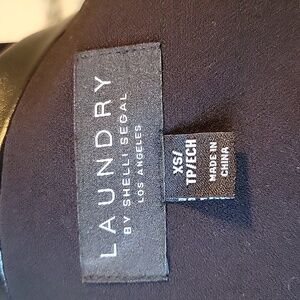 LAUNDRY
BY SHELLI SEGAL
LOS ANGELES
XS/
TP/ECH
MADE IN
CHINA